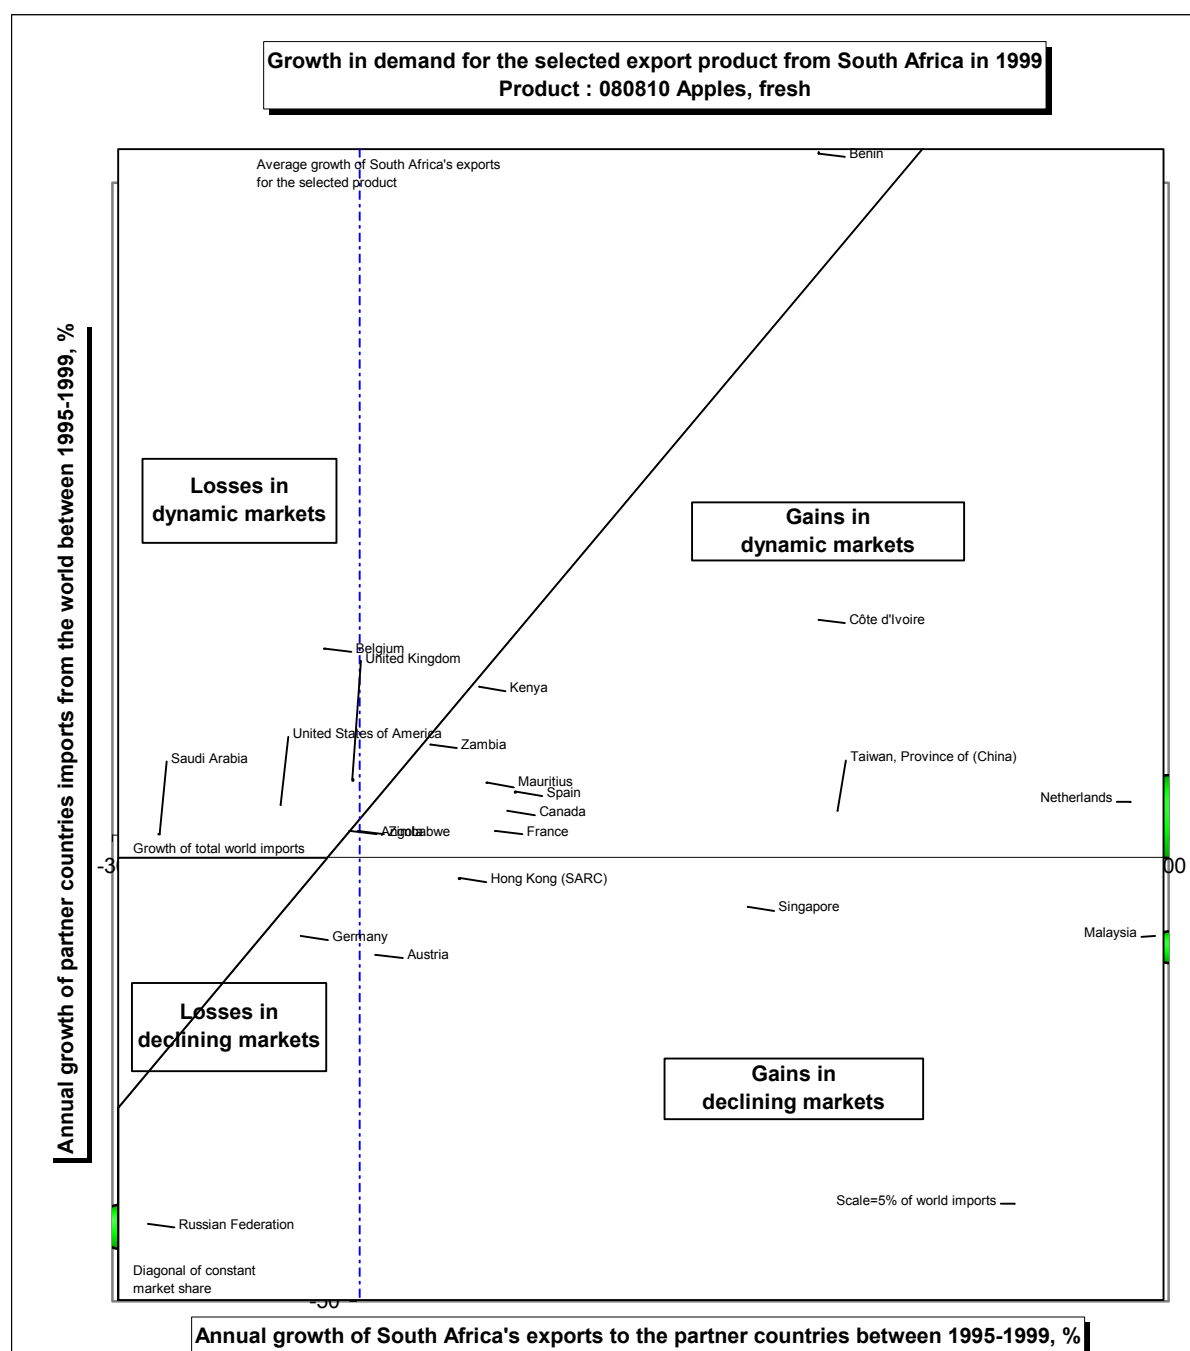 Growth in demand for the selected export product from South Africa in 1999
Product : 080810 Apples, fresh
Average growth of South Africa's exports
for the selected product
Benin
Annual growth of partner countries imports from the world between 1995-1999, %
Losses in
dynamic markets
Gains in
dynamic markets
Côte d'Ivoire
Belgium
United Kingdom
Kenya
United States of America
Zambia
Saudi Arabia
Taiwan, Province of (China)
Mauritius
Spain
Netherlands
Canada
Angola
Zimbabwe
France
Growth of total world imports
Hong Kong (SARC)
Singapore
Germany
Malaysia
Austria
Losses in
declining markets
Gains in
declining markets
Scale=5% of world imports
Russian Federation
Diagonal of constant
market share
Annual growth of South Africa's exports to the partner countries between 1995-1999, %